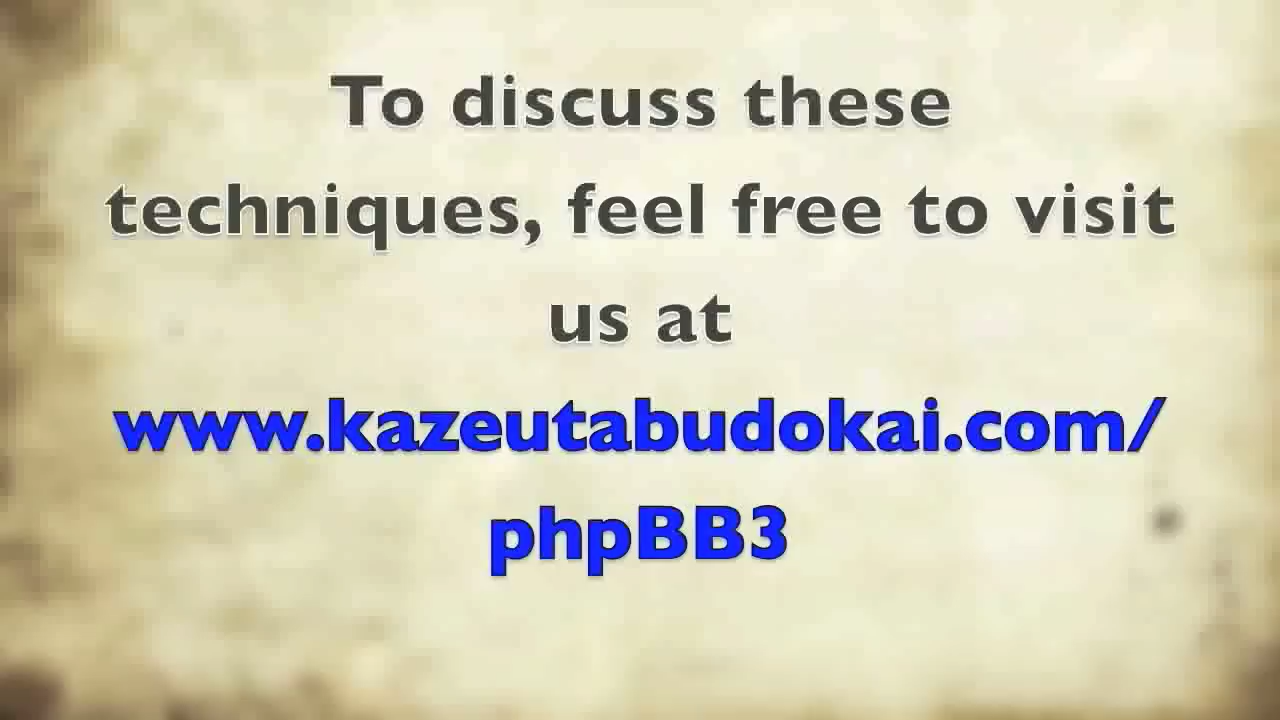 To discuss these
techniques, feel free to visit
us at
www.kazeutabudokai.com/
phpBB3